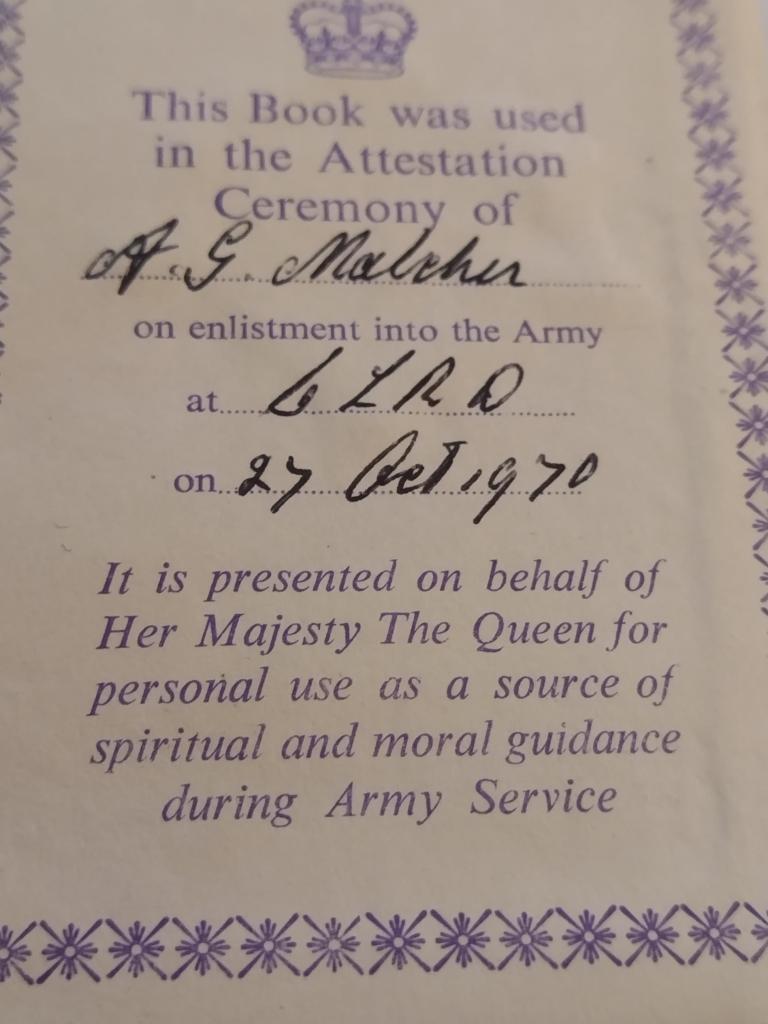 This Book was used
in the Attestation
Ceremony of
A. G. Malcher
on enlistment into the Army
at 6 L R D
on 27 Oct 1970
It is presented on behalf of
Her Majesty The Queen for
personal use as a source of
spiritual and moral guidance
during Army Service